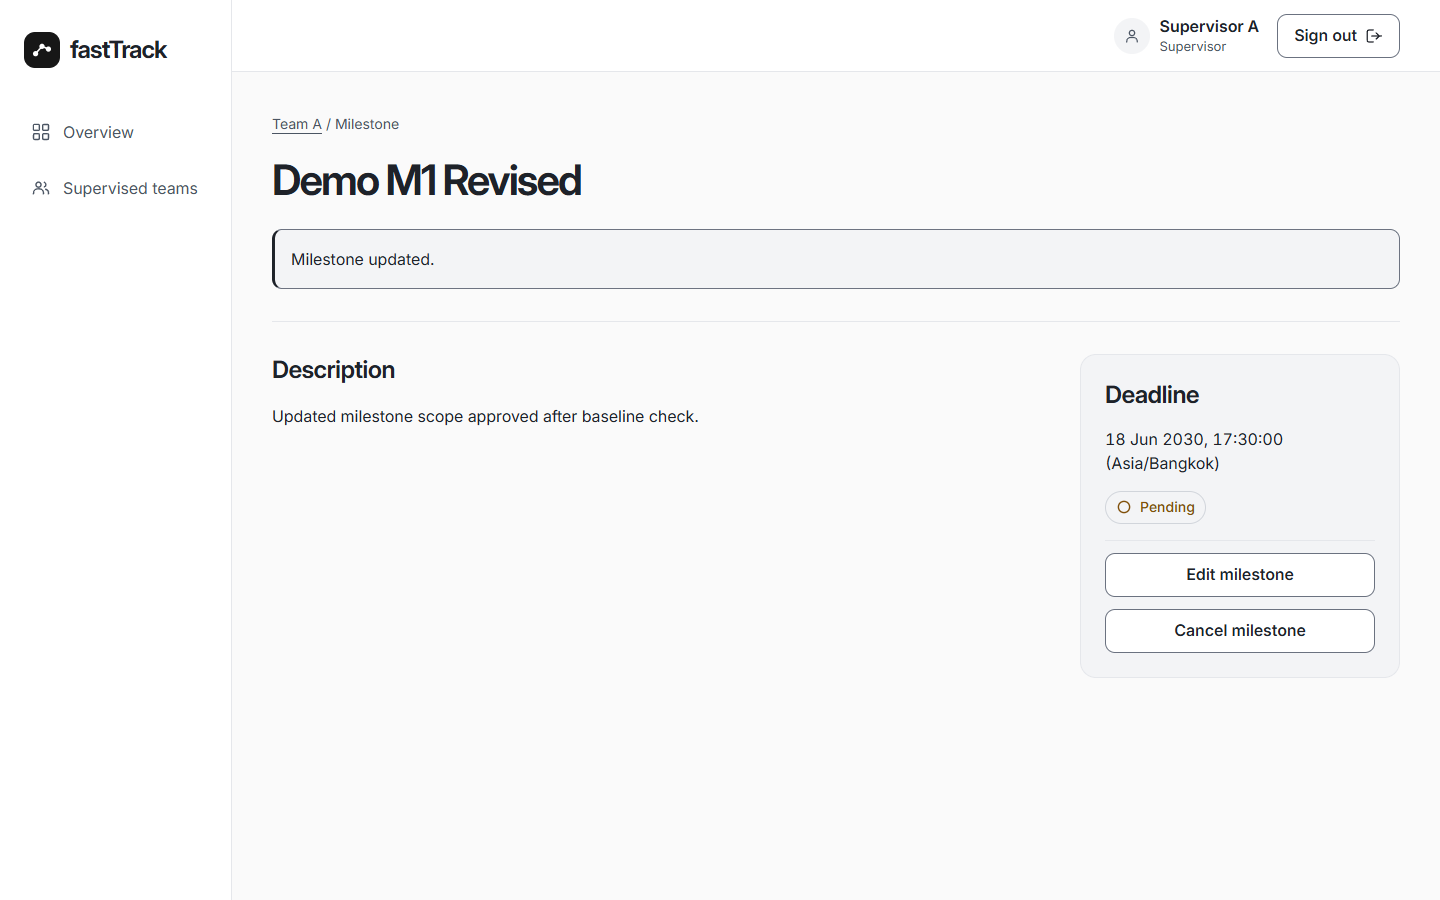 fastTrack
Overview
Supervised teams
Supervisor A
Supervisor
Sign out
Team A / Milestone
Demo M1 Revised
Milestone updated.
Description
Updated milestone scope approved after baseline check.
Deadline
18 Jun 2030, 17:30:00
(Asia/Bangkok)
Pending
Edit milestone
Cancel milestone